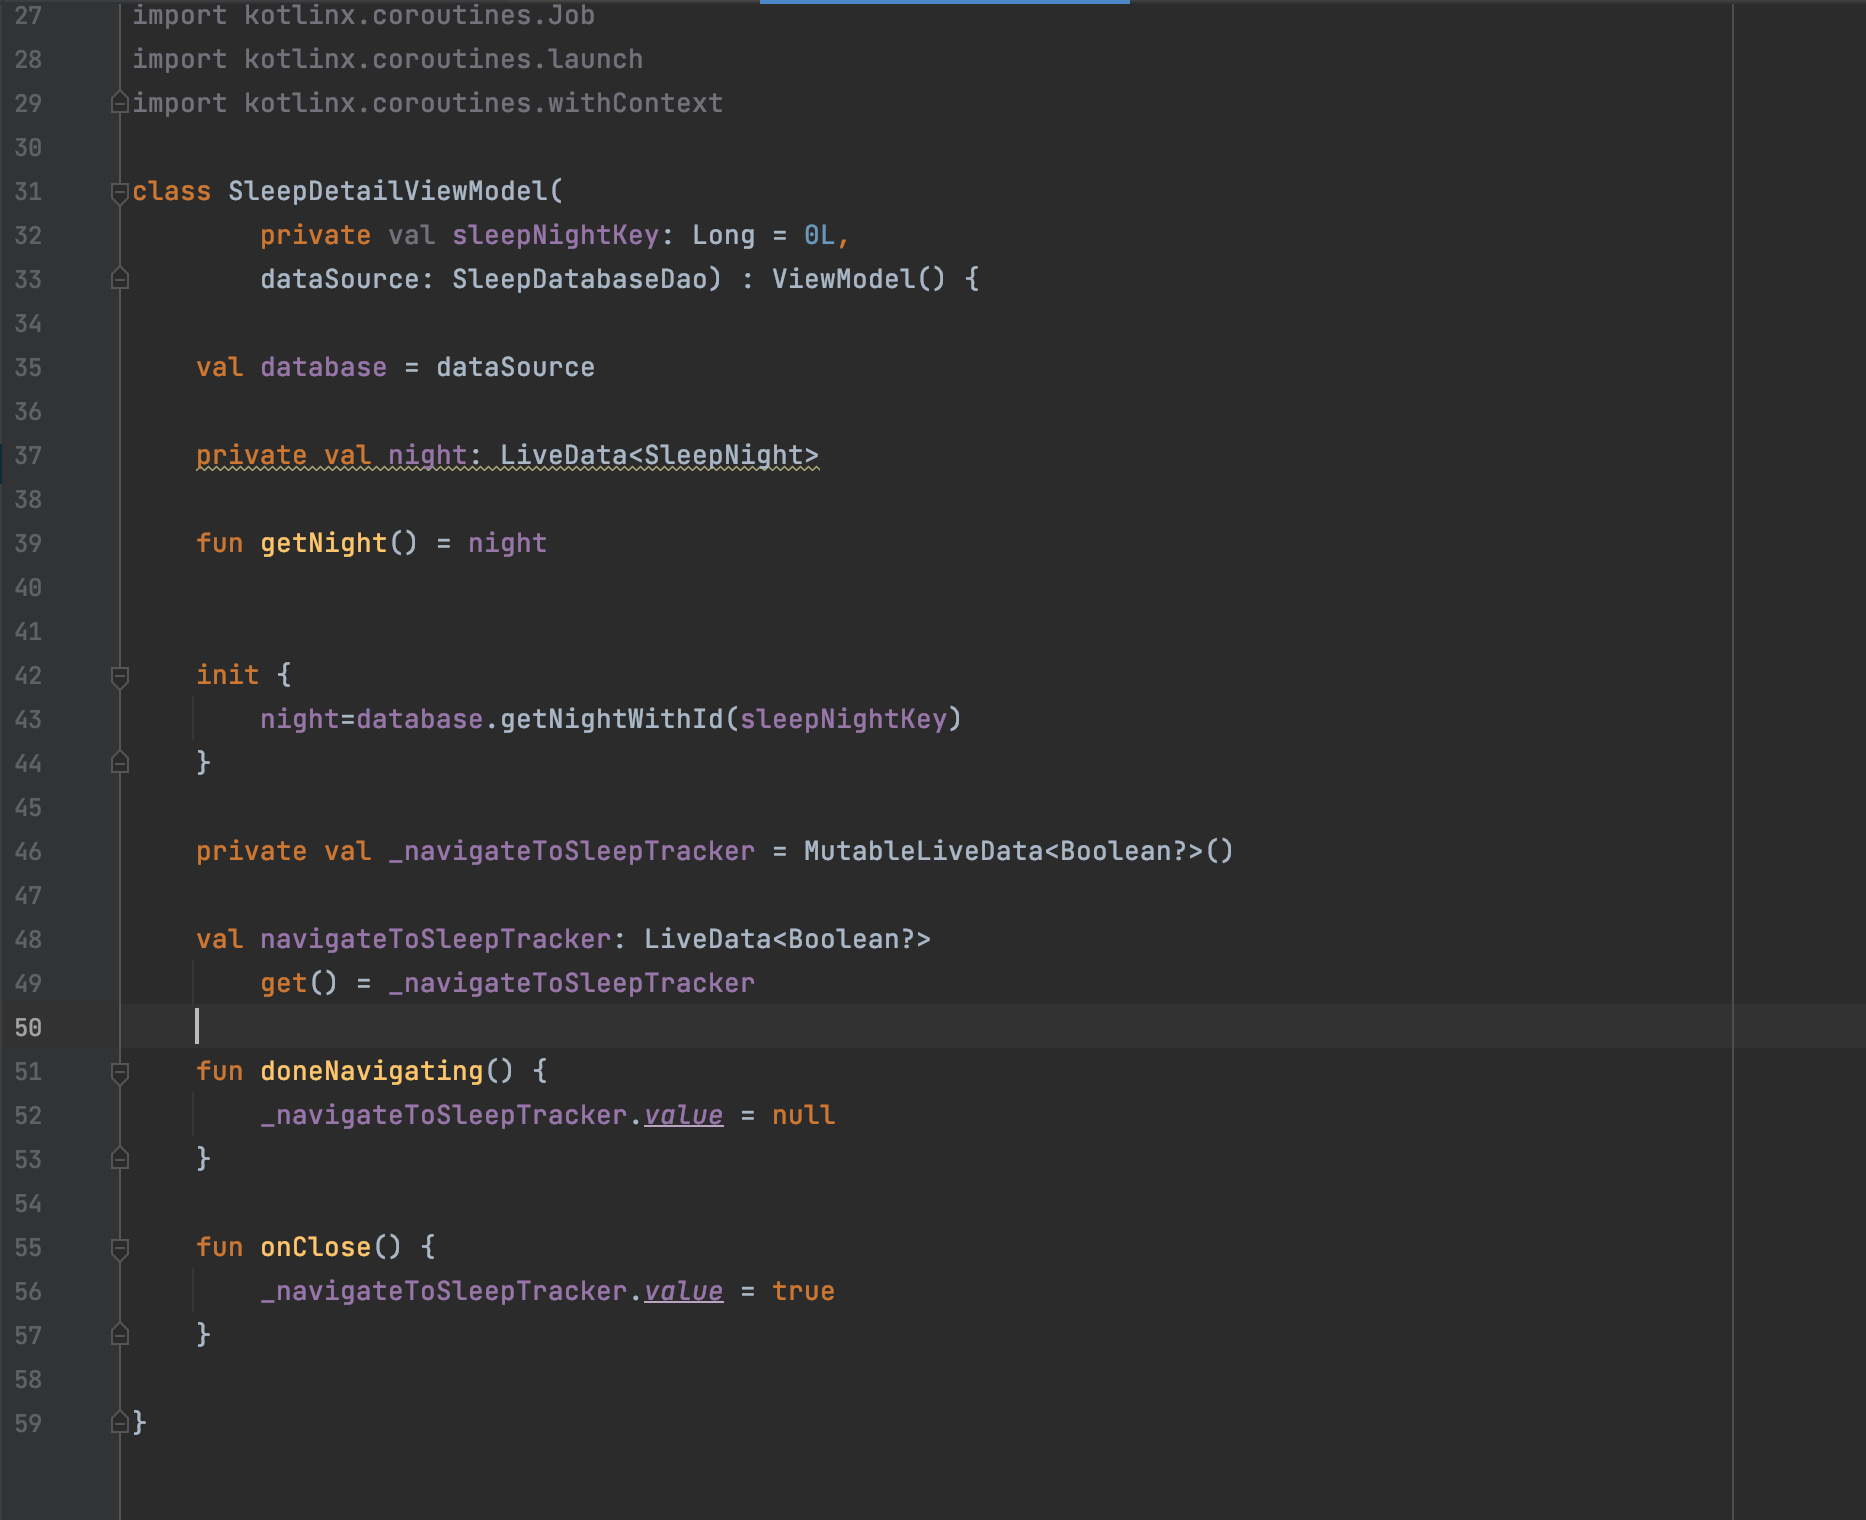 27 import kotlinx.coroutines.Job
28 import kotlinx.coroutines.launch
29 import kotlinx.coroutines.withContext
30
31 class SleepDetailViewModel(
32         private val sleepNightKey: Long = 0L,
33         dataSource: SleepDatabaseDao) : ViewModel() {
34
35     val database = dataSource
36
37     private val night: LiveData<SleepNight>
38
39     fun getNight() = night
40
41
42     init {
43         night=database.getNightWithId(sleepNightKey)
44     }
45
46     private val _navigateToSleepTracker = MutableLiveData<Boolean?>()
47
48     val navigateToSleepTracker: LiveData<Boolean?>
49         get() = _navigateToSleepTracker
50
51     fun doneNavigating() {
52         _navigateToSleepTracker.value = null
53     }
54
55     fun onClose() {
56         _navigateToSleepTracker.value = true
57     }
58
59 }